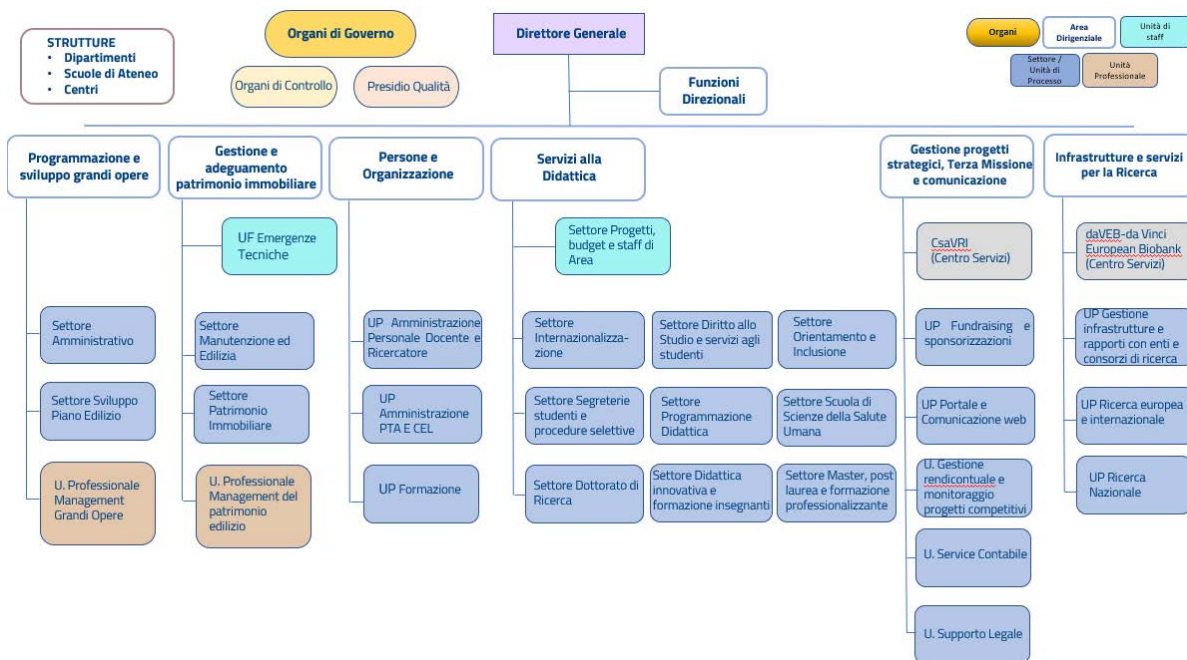 STRUTTURE
• Dipartimenti
• Scuole di Ateneo
• Centri
Organi di Governo
Organi di Controllo
Presidio Qualità
Direttore Generale
Funzioni
Direzionali
Organi
Area
Dirigenziale
Unità di
staff
Settore /
Unità di
Processo
Unità
Professionale
Programmazione e
sviluppo grandi opere
Settore
Amministrativo
Settore Sviluppo
Piano Edilizio
U. Professionale
Management
Grandi Opere
Gestione e
adeguamento
patrimonio immobiliare
UF Emergenze
Tecniche
Settore
Manutenzione ed
Edilizia
Settore
Patrimonio
Immobiliare
U. Professionale
Management del
patrimonio
edilizio
Persone e
Organizzazione
UP Amministrazione
Personale Docente e
Ricercatore
UP
Amministrazione
PTA E CEL
UP Formazione
Servizi alla
Didattica
Settore Progetti,
budget e staff di
Area
Settore
Internazionalizza-
zione
Settore Diritto allo
Studio e servizi agli
studenti
Settore
Orientamento e
Inclusione
Settore Segreterie
studenti e
procedure selettive
Settore
Programmazione
Didattica
Settore Scuola di
Scienze della Salute
Umana
Settore Dottorato di
Ricerca
Settore Didattica
innovativa e
formazione insegnanti
Settore Master, post
laurea e formazione
professionalizzante
Gestione progetti
strategici, Terza Missione
e comunicazione
CsaVRI
(Centro Servizi)
UP Fundraising e
sponsorizzazioni
UP Portale e
Comunicazione web
U. Gestione
rendicontuale e
monitoraggio
progetti competitivi
U. Service Contabile
U. Supporto Legale
Infrastrutture e servizi
per la Ricerca
daVEB-da Vinci
European Biobank
(Centro Servizi)
UP Gestione
infrastrutture e
rapporti con enti e
consorzi di ricerca
UP Ricerca europea
e internazionale
UP Ricerca
Nazionale